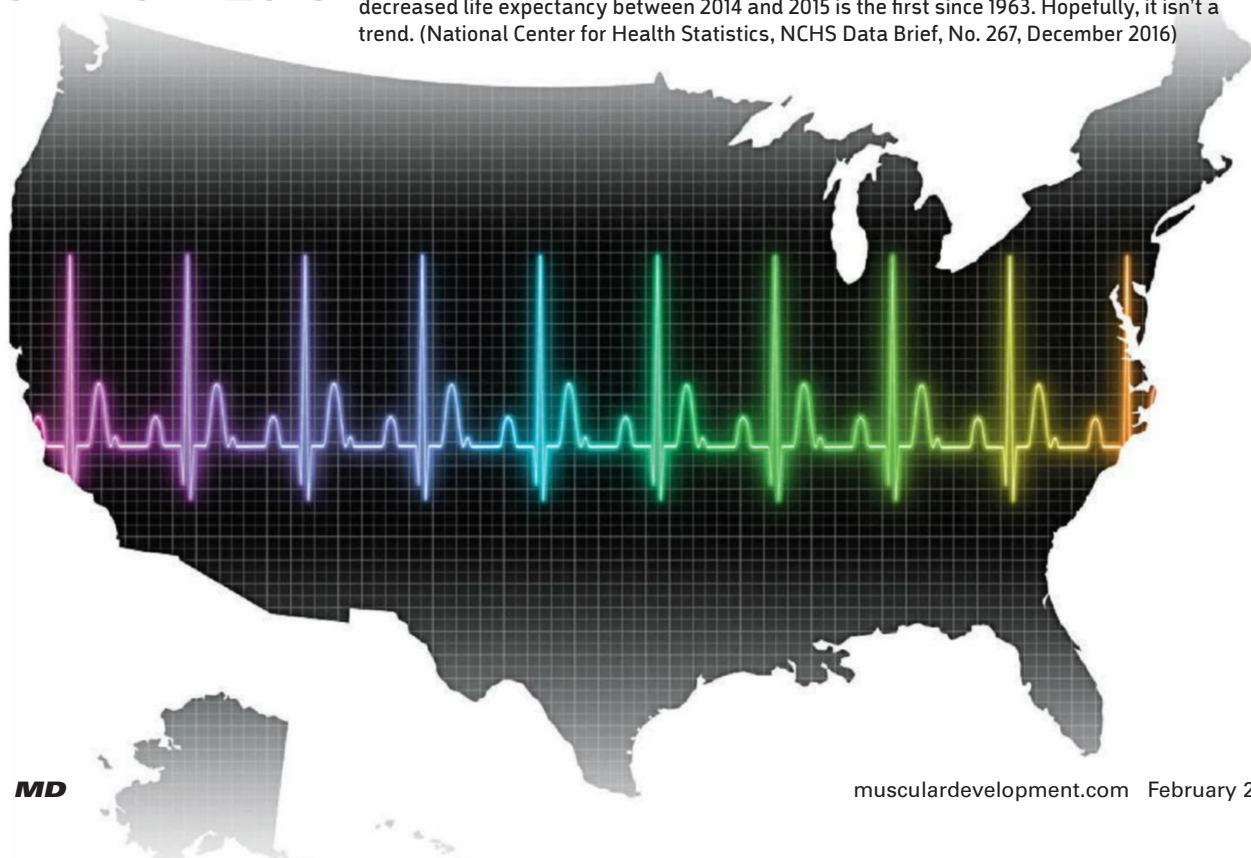 decreased life expectancy between 2014 and 2015 is the first since 1963. Hopefully, it isn't a
trend. (National Center for Health Statistics, NCHS Data Brief, No. 267, December 2016)
MD
musculardevelopment.com February 2